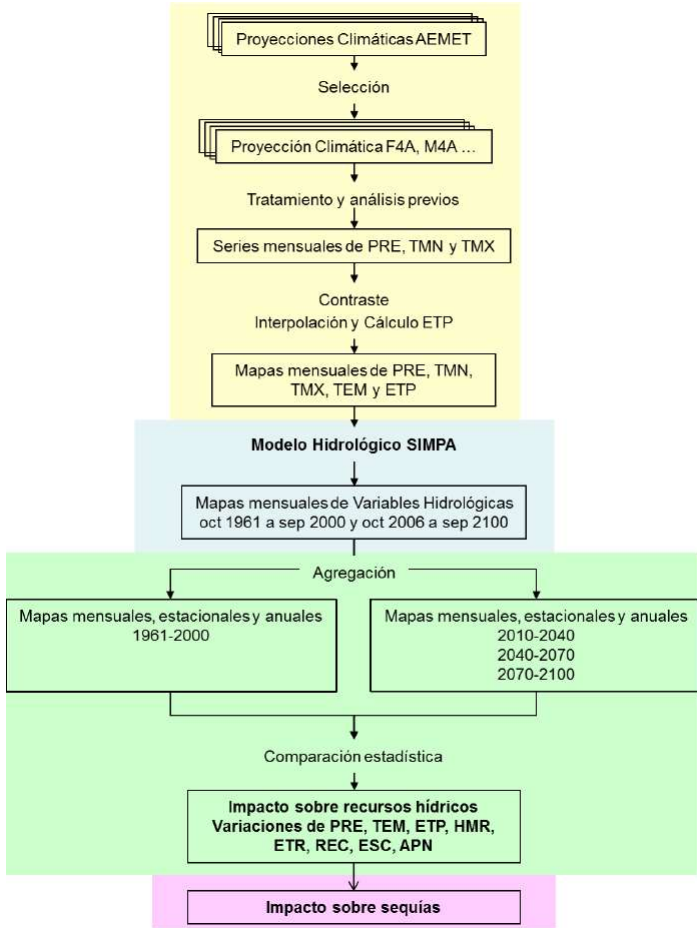 Proyecciones Climáticas AEMET
Selección
Proyección Climática F4A, M4A ...
Tratamiento y análisis previos
Series mensuales de PRE, TMN y TMX
Contraste
Interpolación y Cálculo ETP
Mapas mensuales de PRE, TMN,
TMX, TEM y ETP
Modelo Hidrológico SIMPA
Mapas mensuales de Variables Hidrológicas
oct 1961 a sep 2000 y oct 2006 a sep 2100
Agregación
Mapas mensuales, estacionales y anuales
1961-2000
Mapas mensuales, estacionales y anuales
2010-2040
2040-2070
2070-2100
Comparación estadística
Impacto sobre recursos hídricos
Variaciones de PRE, TEM, ETP, HMR,
ETR, REC, ESC, APN
Impacto sobre sequías